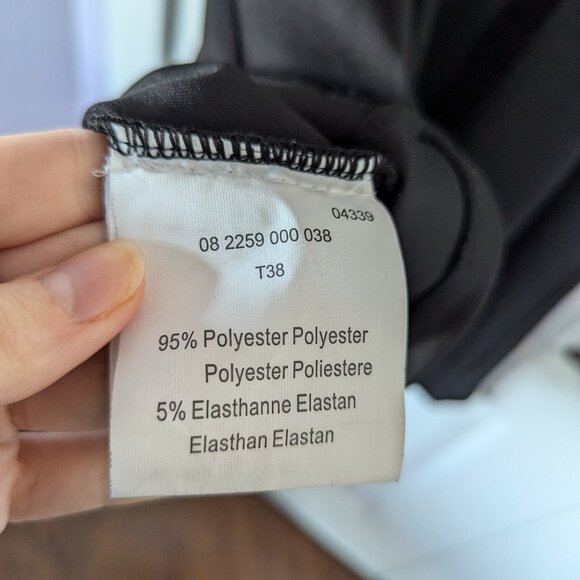 04339
08 2259 000 038
T38
95% Polyester Polyester
Polyester Poliestere
5% Elasthanne Elastan
Elasthan Elastan